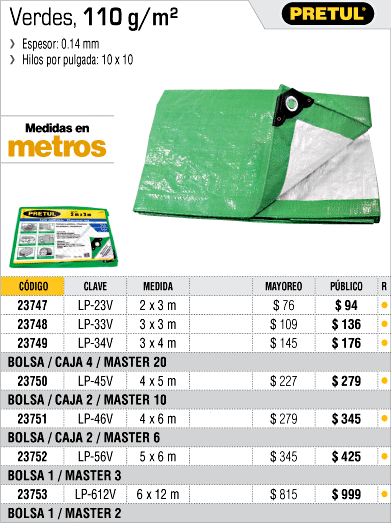 Verdes, 110 g/m²
PRETUL®
❯ Espesor: 0.14 mm
❯ Hilos por pulgada: 10 x 10
Medidas en
metros
PRETUL
CÓDIGO CLAVE MEDIDA MAYOREO PÚBLICO R
23747 LP-23V 2 x 3 m $ 76 $ 94 ●
23748 LP-33V 3 x 3 m $ 109 $ 136 ●
23749 LP-34V 3 x 4 m $ 145 $ 176 ●
BOLSA / CAJA 4 / MASTER 20
23750 LP-45V 4 x 5 m $ 227 $ 279 ●
BOLSA / CAJA 2 / MASTER 10
23751 LP-46V 4 x 6 m $ 279 $ 345 ●
BOLSA / CAJA 2 / MASTER 6
23752 LP-56V 5 x 6 m $ 345 $ 425 ●
BOLSA 1 / MASTER 3
23753 LP-612V 6 x 12 m $ 815 $ 999 ●
BOLSA 1 / MASTER 2